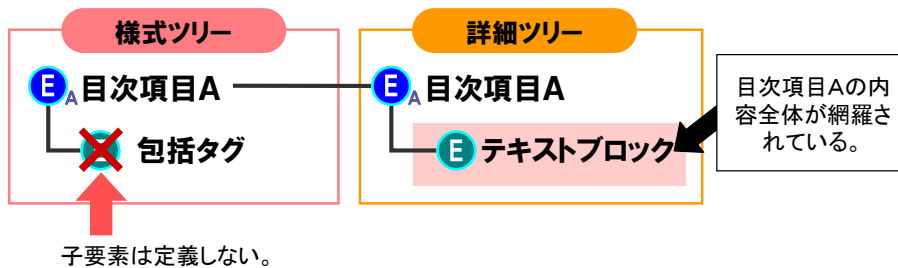 様式ツリー
詳細ツリー
E A 目次項目A
E A 目次項目A
目次項目Aの内
容全体が網羅さ
れている。
包括タグ
E テキストブロック
子要素は定義しない。